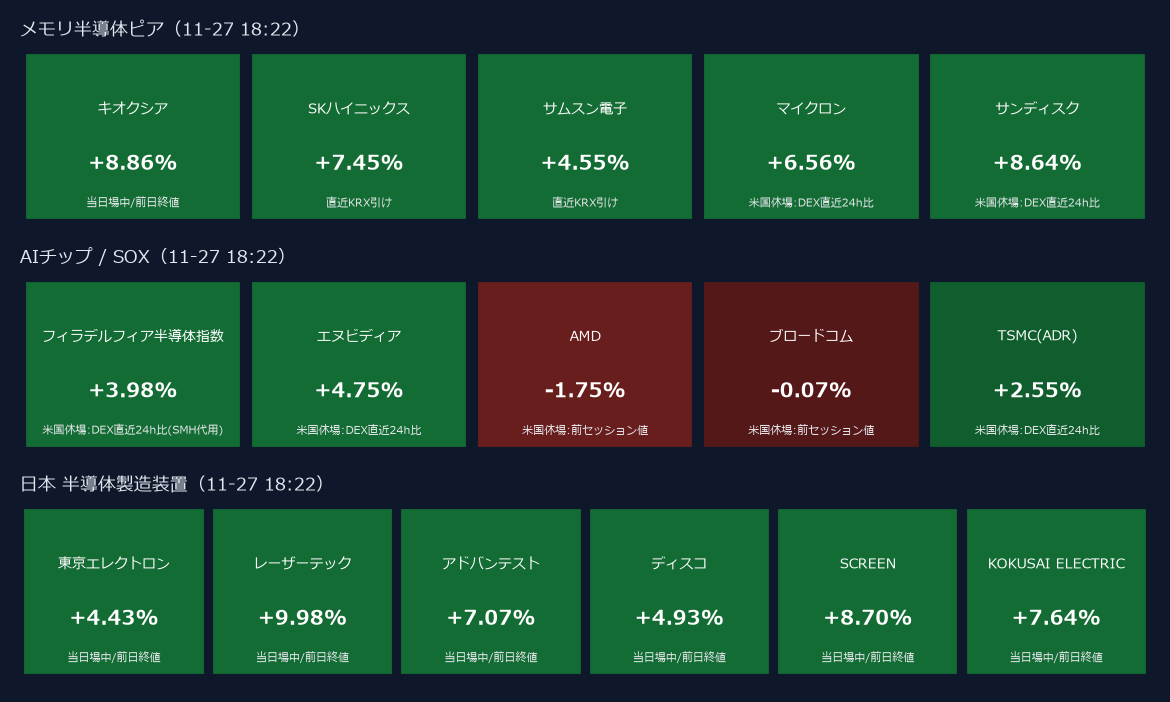 メモリ半導体ピア（11-27 18:22）
キオクシア
+8.86%
当日場中/前日終値
SKハイニックス
+7.45%
直近KRX引け
サムスン電子
+4.55%
直近KRX引け
マイクロン
+6.56%
米国休場:DEX直近24h比
サンディスク
+8.64%
米国休場:DEX直近24h比
AIチップ / SOX（11-27 18:22）
フィラデルフィア半導体指数
+3.98%
米国休場:DEX直近24h比(SMH代用)
エヌビディア
+4.75%
米国休場:DEX直近24h比
AMD
-1.75%
米国休場:前セッション値
ブロードコム
-0.07%
米国休場:前セッション値
TSMC(ADR)
+2.55%
米国休場:DEX直近24h比
日本 半導体製造装置（11-27 18:22）
東京エレクトロン
+4.43%
当日場中/前日終値
レーザーテック
+9.98%
当日場中/前日終値
アドバンテスト
+7.07%
当日場中/前日終値
ディスコ
+4.93%
当日場中/前日終値
SCREEN
+8.70%
当日場中/前日終値
KOKUSAI ELECTRIC
+7.64%
当日場中/前日終値